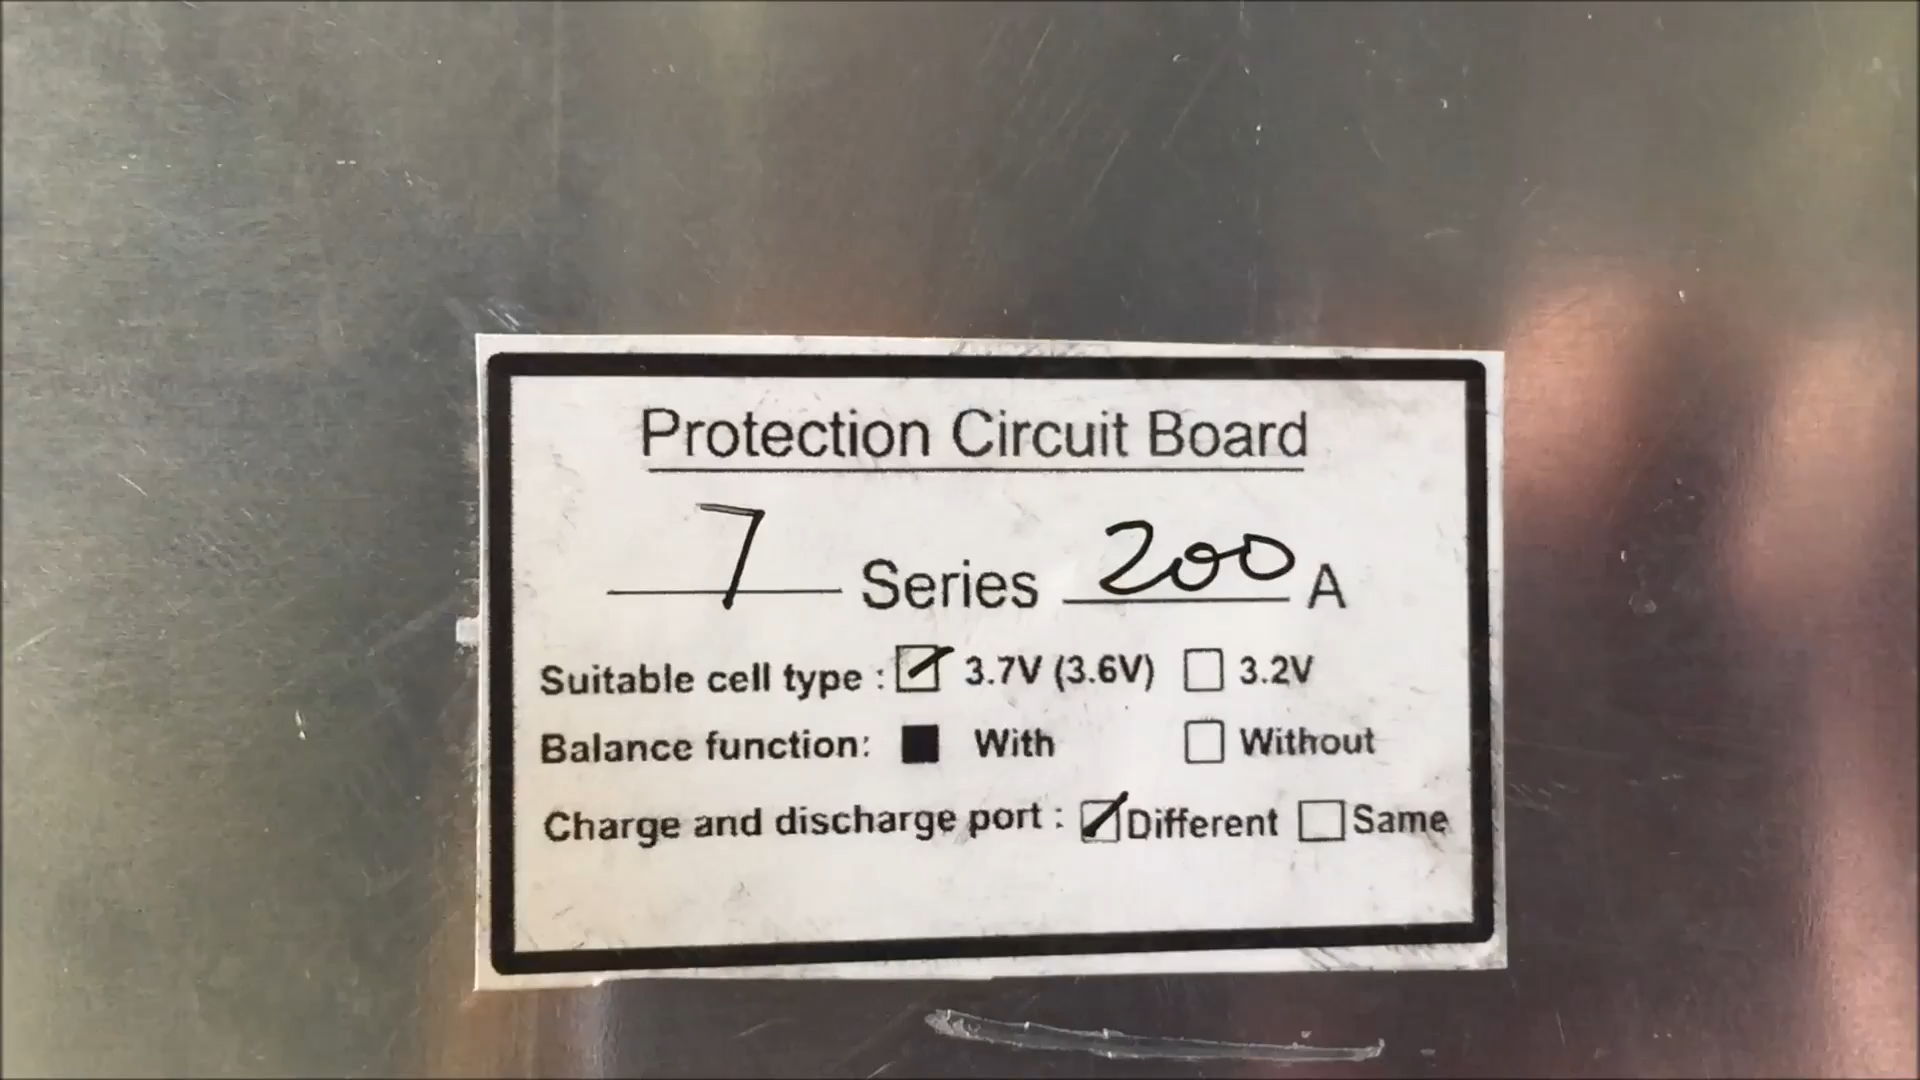 Protection Circuit Board
7 Series 200 A
Suitable cell type : ☑ 3.7V (3.6V) ☐ 3.2V
Balance function: ■ With ☐ Without
Charge and discharge port : ☑ Different ☐ Same